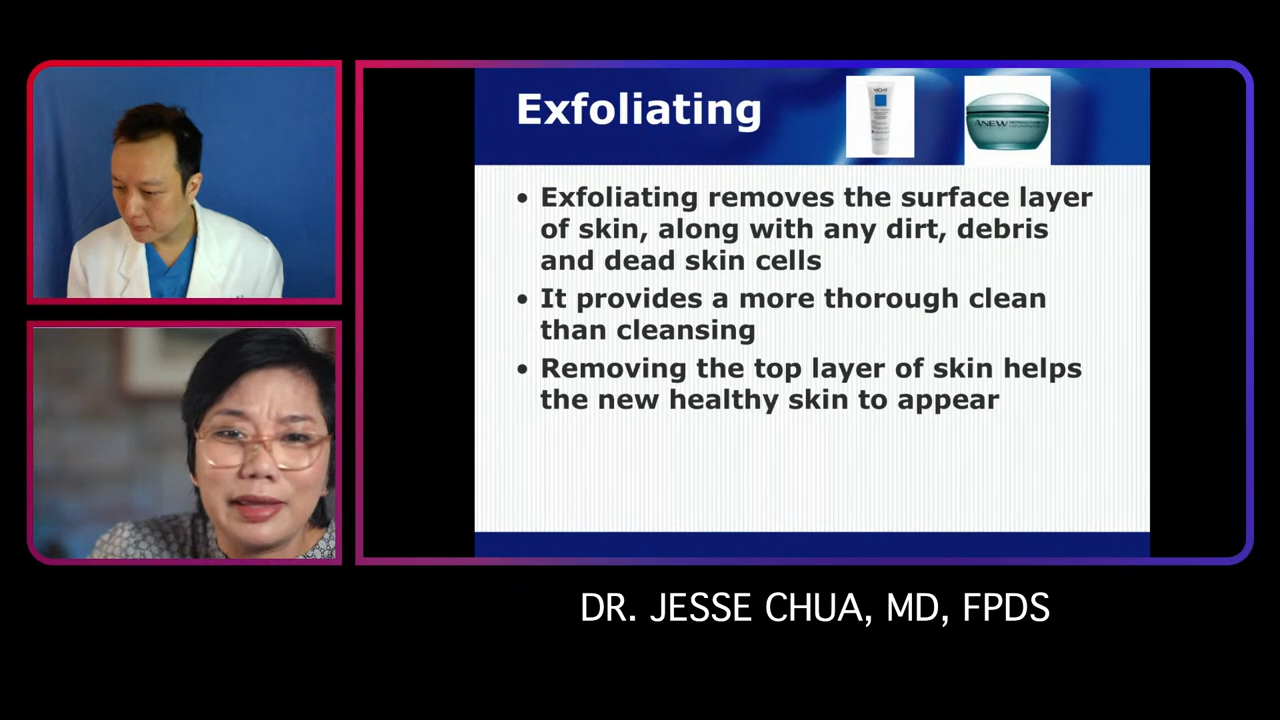 Exfoliating
VICHY
ANEW
• Exfoliating removes the surface layer
of skin, along with any dirt, debris
and dead skin cells
• It provides a more thorough clean
than cleansing
• Removing the top layer of skin helps
the new healthy skin to appear
DR. JESSE CHUA, MD, FPDS